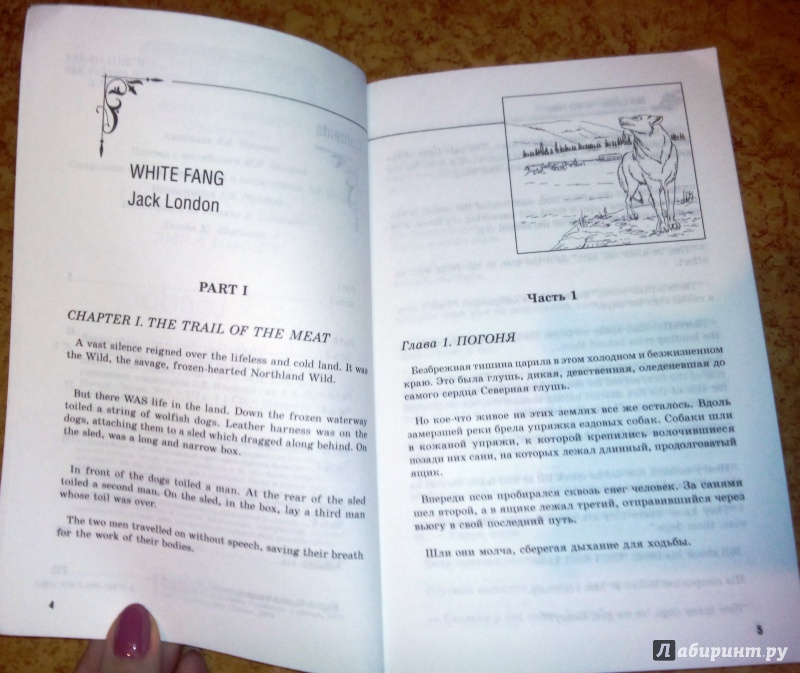 WHITE FANG
Jack London
PART I
CHAPTER I. THE TRAIL OF THE MEAT
A vast silence reigned over the lifeless and cold land. It was
the Wild, the savage, frozen-hearted Northland Wild.
But there WAS life in the land. Down the frozen waterway
toiled a string of wolfish dogs. Leather harness was on the
dogs, attaching them to a sled which dragged along behind. On
the sled, was a long and narrow box.
In front of the dogs toiled a man. At the rear of the sled
toiled a second man. On the sled, in the box, lay a third man
whose toil was over.
The two men travelled on without speech, saving their breath
for the work of their bodies.
4
Часть 1
Глава 1. ПОГОНЯ
Безбрежная тишина царила в этом холодном и безжизненном
краю. Это была глушь, дикая, девственная, оледеневшая до
самого сердца Северная глушь.
Но кое-что живое на этих землях все же осталось. Вдоль
замерзшей реки брела упряжка ездовых собак. Собаки шли
в кожаной упряжи, к которой крепились волочившиеся
позади них сани, на которых лежал длинный, продолговатый
ящик.
Впереди псов пробирался сквозь снег человек. За санями
шел второй, а в ящике лежал третий, отправившийся через
вьюгу в свой последний путь.
Шли они молча, сберегая дыхание для ходьбы.
5
Лабиринт.ру